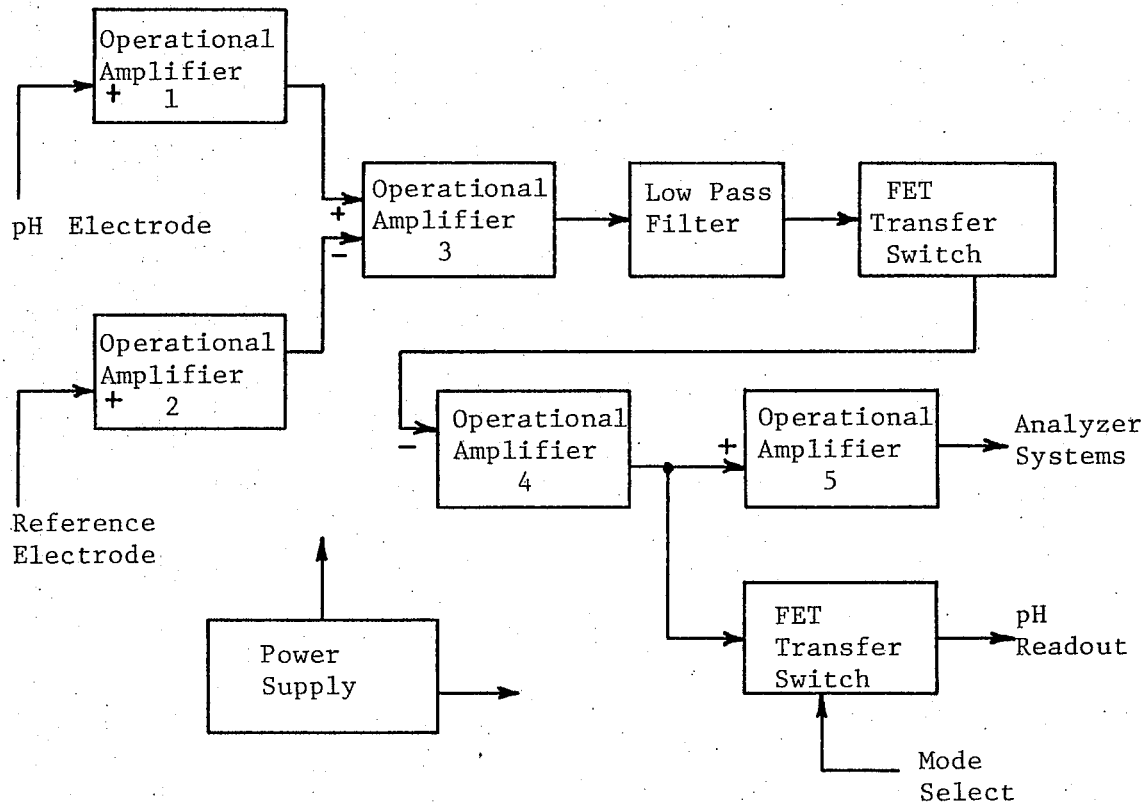 Operational
Amplifier
+ 1
pH Electrode
Operational
Amplifier
3
+
-
Low Pass
Filter
FET
Transfer
Switch
Operational
Amplifier
+ 2
Reference
Electrode
Operational
Amplifier
4
-
Operational
Amplifier
5
+
Analyzer
Systems
Power
Supply
FET
Transfer
Switch
pH
Readout
Mode
Select